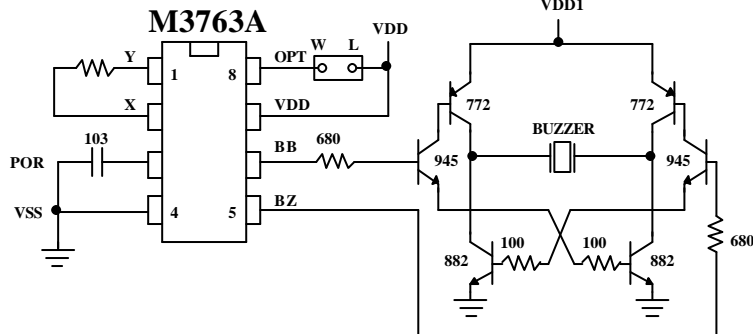 M3763A
VDD1
Y
1
8
OPT
W
L
VDD
X
VDD
103
POR
BB
680
VSS
4
5
BZ
772
772
BUZZER
945
945
100
100
882
882
680